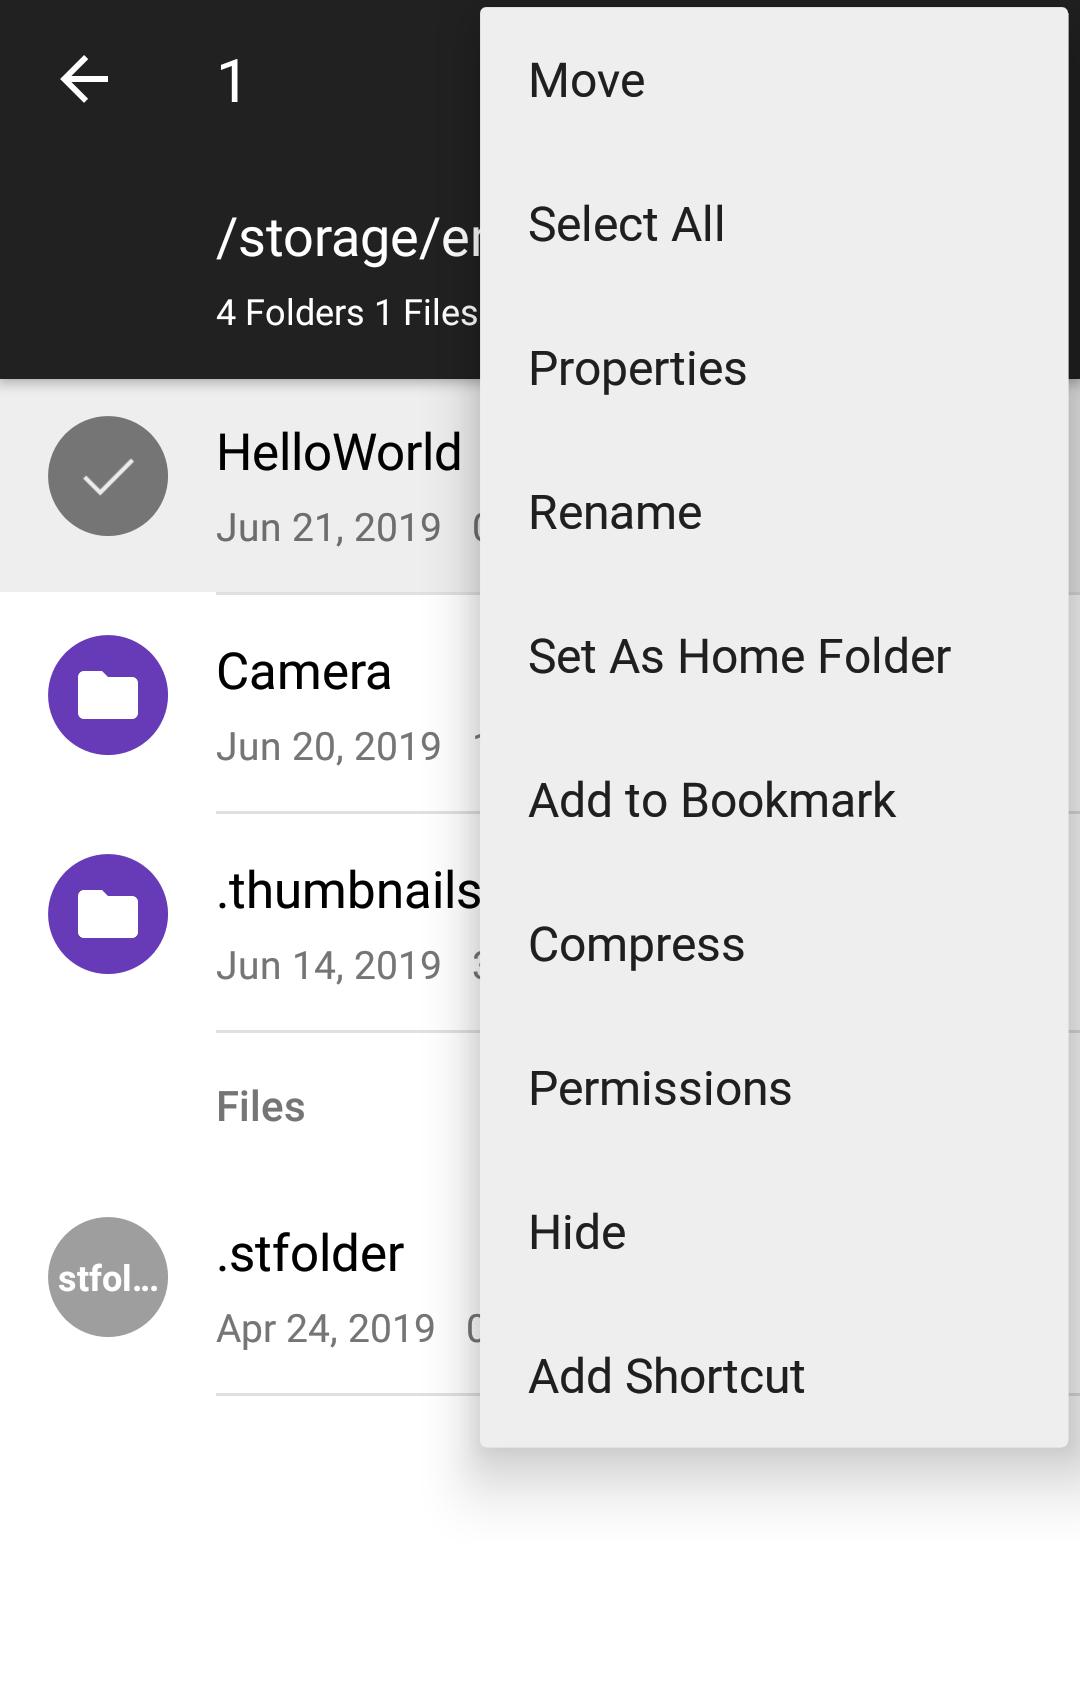 1
/storage/e
4 Folders 1 Files
HelloWorld
Jun 21, 2019
Camera
Jun 20, 2019
.thumbnails
Jun 14, 2019
Files
stfol...
.stfolder
Apr 24, 2019
Move
Select All
Properties
Rename
Set As Home Folder
Add to Bookmark
Compress
Permissions
Hide
Add Shortcut